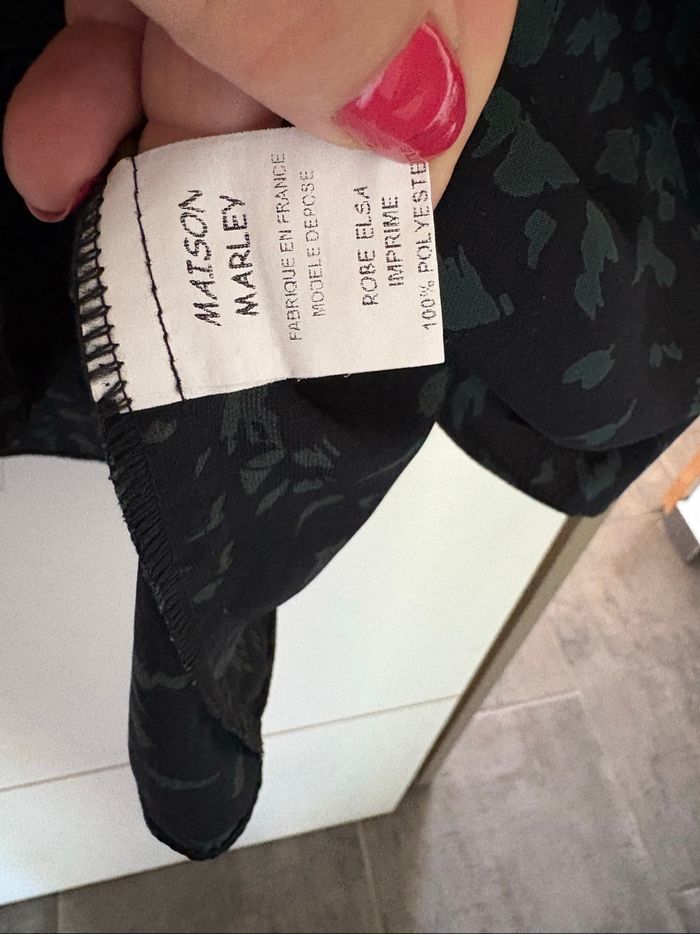 MAISON
MARLEY
FABRIQUE EN FRANCE
MODELE DEPOSE
ROBE ELSA
IMPRIME
100% POLYESTE